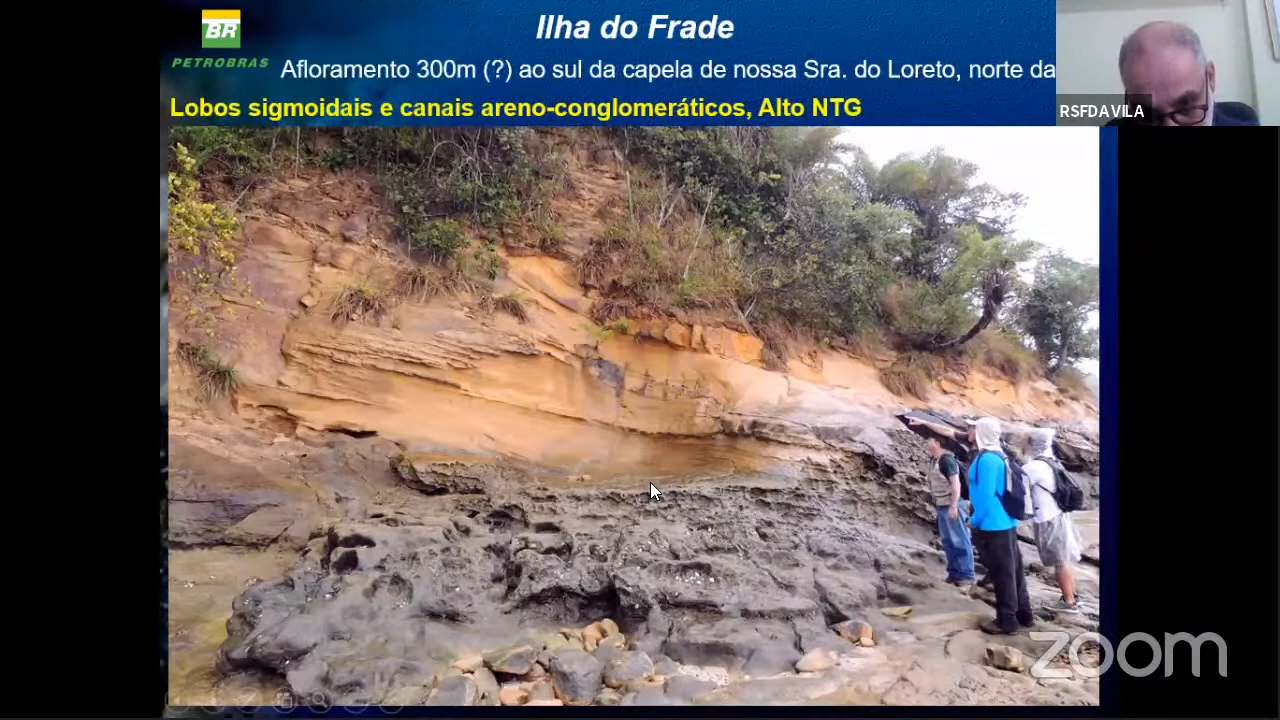 Ilha do Frade
BR
PETROBRAS
Afloramento 300m (?) ao sul da capela de nossa Sra. do Loreto, norte da
RSFDAVILA
Lobos sigmoidais e canais areno-conglomeráticos, Alto NTG
zoom